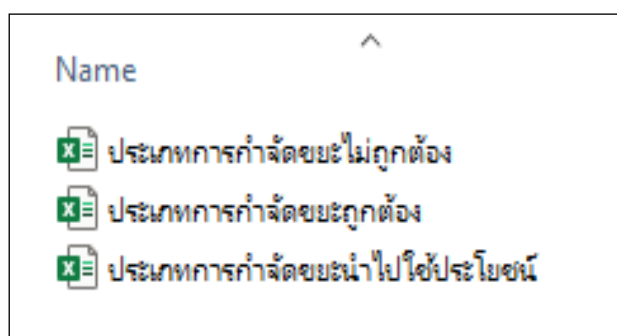 Name
ประเภทการกำจัดขยะไม่ถูกต้อง
ประเภทการกำจัดขยะถูกต้อง
ประเภทการกำจัดขยะนำไปใช้ประโยชน์